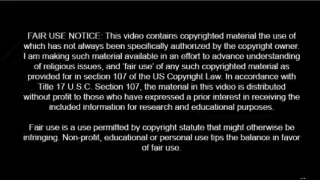 FAIR USE NOTICE: This video contains copyrighted material the use of
which has not always been specifically authorized by the copyright owner.
I am making such material available in an effort to advance understanding
of religious issues, and 'fair use' of any such copyrighted material as
provided for in section 107 of the US Copyright Law. In accordance with
Title 17 U.S.C. Section 107, the material in this video is distributed
without profit to those who have expressed a prior interest in receiving the
included information for research and educational purposes.
Fair use is a use permitted by copyright statute that might otherwise be
infringing. Non-profit, educational or personal use tips the balance in favor
of fair use.